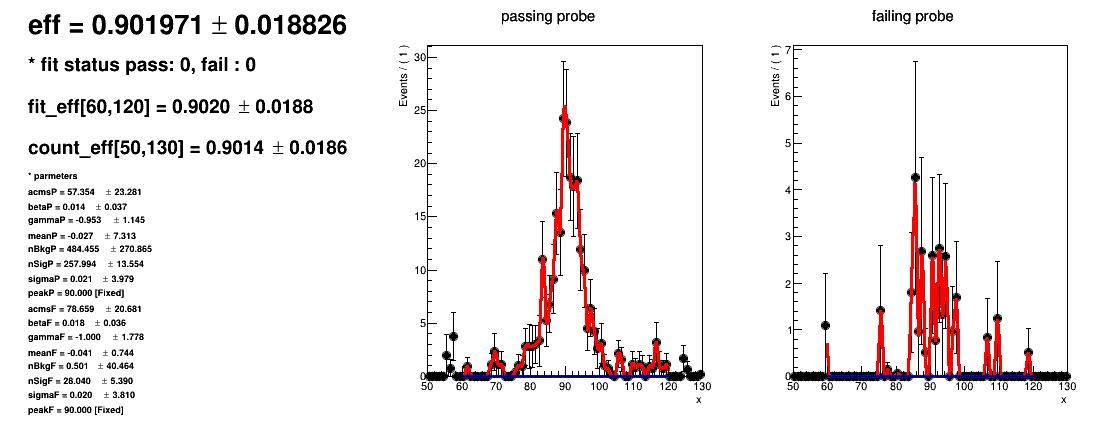 eff = 0.901971 ± 0.018826
* fit status pass: 0, fail : 0
fit_eff[60,120] = 0.9020 ± 0.0188
count_eff[50,130] = 0.9014 ± 0.0186
* parmeters
acmsP = 57.354 ± 23.281
betaP = 0.014 ± 0.037
gammaP = -0.953 ± 1.145
meanP = -0.027 ± 7.313
nBkgP = 484.455 ± 270.865
nSigP = 257.994 ± 13.554
sigmaP = 0.021 ± 3.979
peakP = 90.000 [Fixed]
acmsF = 78.659 ± 20.681
betaF = 0.018 ± 0.036
gammaF = -1.000 ± 1.778
meanF = -0.041 ± 0.744
nBkgF = 0.501 ± 40.464
nSigF = 28.040 ± 5.390
sigmaF = 0.020 ± 3.810
peakF = 90.000 [Fixed]
passing probe
Events / ( 1 )
30
25
20
15
10
5
0
50 60 70 80 90 100 110 120 130
x
failing probe
Events / ( 1 )
7
6
5
4
3
2
1
0
50 60 70 80 90 100 110 120 130
x